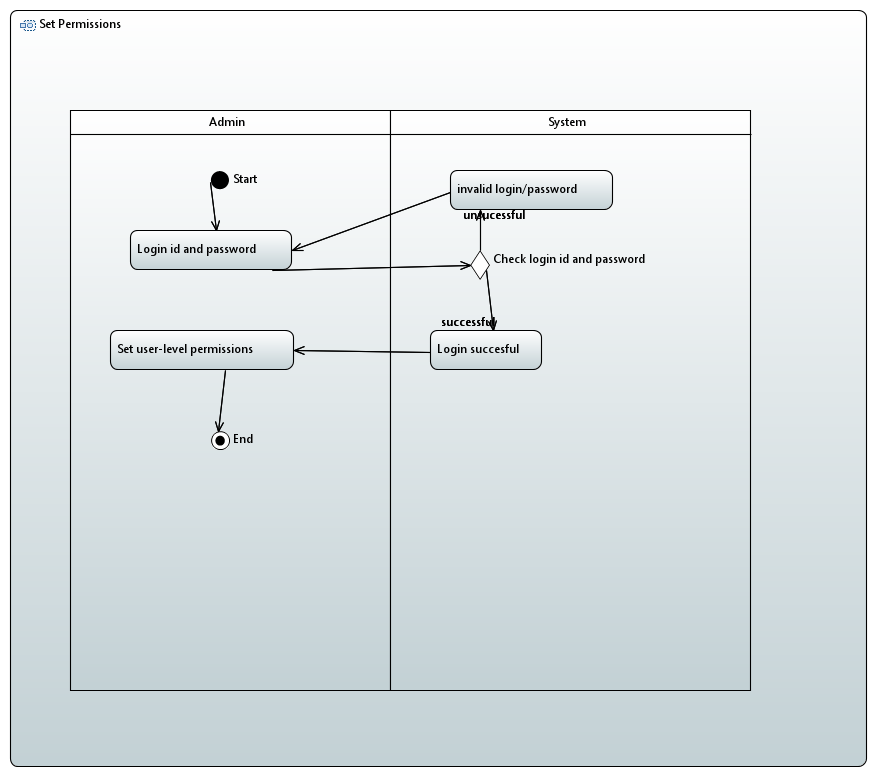 Set Permissions
Admin
System
Start
invalid login/password
unsucessful
Login id and password
Check login id and password
successful
Set user-level permissions
Login succesful
End